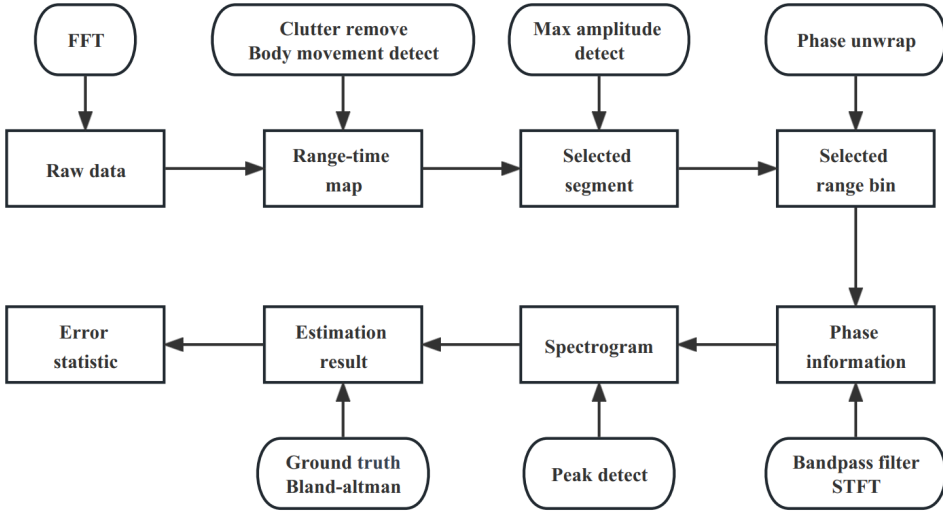 FFT
Clutter remove
Body movement detect
Max amplitude
detect
Phase unwrap
Raw data
Range-time
map
Selected
segment
Selected
range bin
Error
statistic
Estimation
result
Spectrogram
Phase
information
Ground truth
Bland-altman
Peak detect
Bandpass filter
STFT